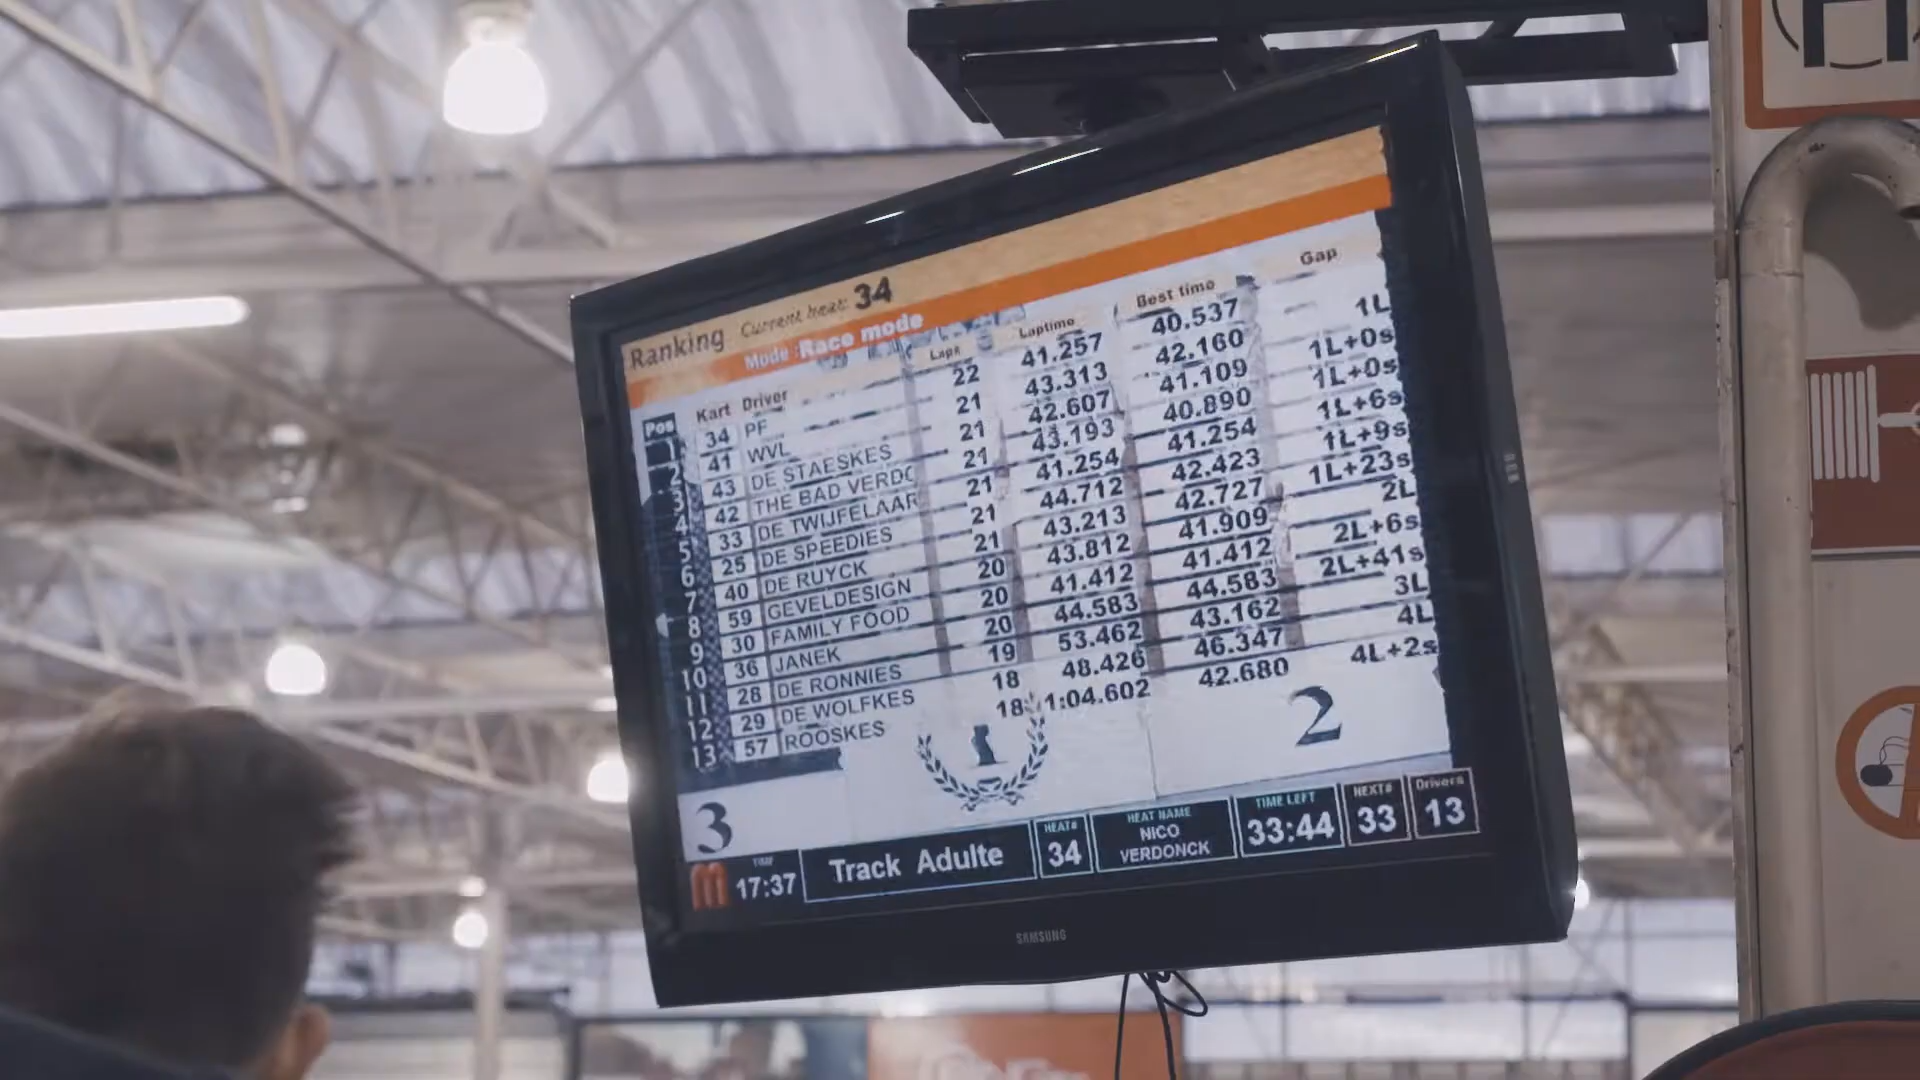 Ranking Current heat: 34
Mode : Race mode
Pos Kart Driver Laps Laptime Best time Gap
1 34 PF 22 41.257 40.537
2 41 WVL 21 43.313 42.160 1L
3 43 DE STAESKES 21 42.607 41.109 1L+0s
4 42 THE BAD VERDO 21 43.193 40.890 1L+0s
5 33 DE TWIJFELAAR 21 41.254 41.254 1L+6s
6 25 DE SPEEDIES 21 44.712 42.423 1L+9s
7 40 DE RUYCK 21 43.213 42.727 1L+23s
8 59 GEVELDESIGN 20 43.812 41.909 2L
9 30 FAMILY FOOD 20 41.412 41.412 2L+6s
10 36 JANEK 20 44.583 44.583 2L+41s
11 28 DE RONNIES 19 53.462 43.162 3L
12 29 DE WOLFKES 18 48.426 46.347 4L
13 57 ROOSKES 18 1:04.602 42.680 4L+2s
3 2
TIME
17:37
Track Adulte
HEAT#
34
HEAT NAME
NICO
VERDONCK
TIME LEFT
33:44
NEXT#
33
Drivers
13
SAMSUNG